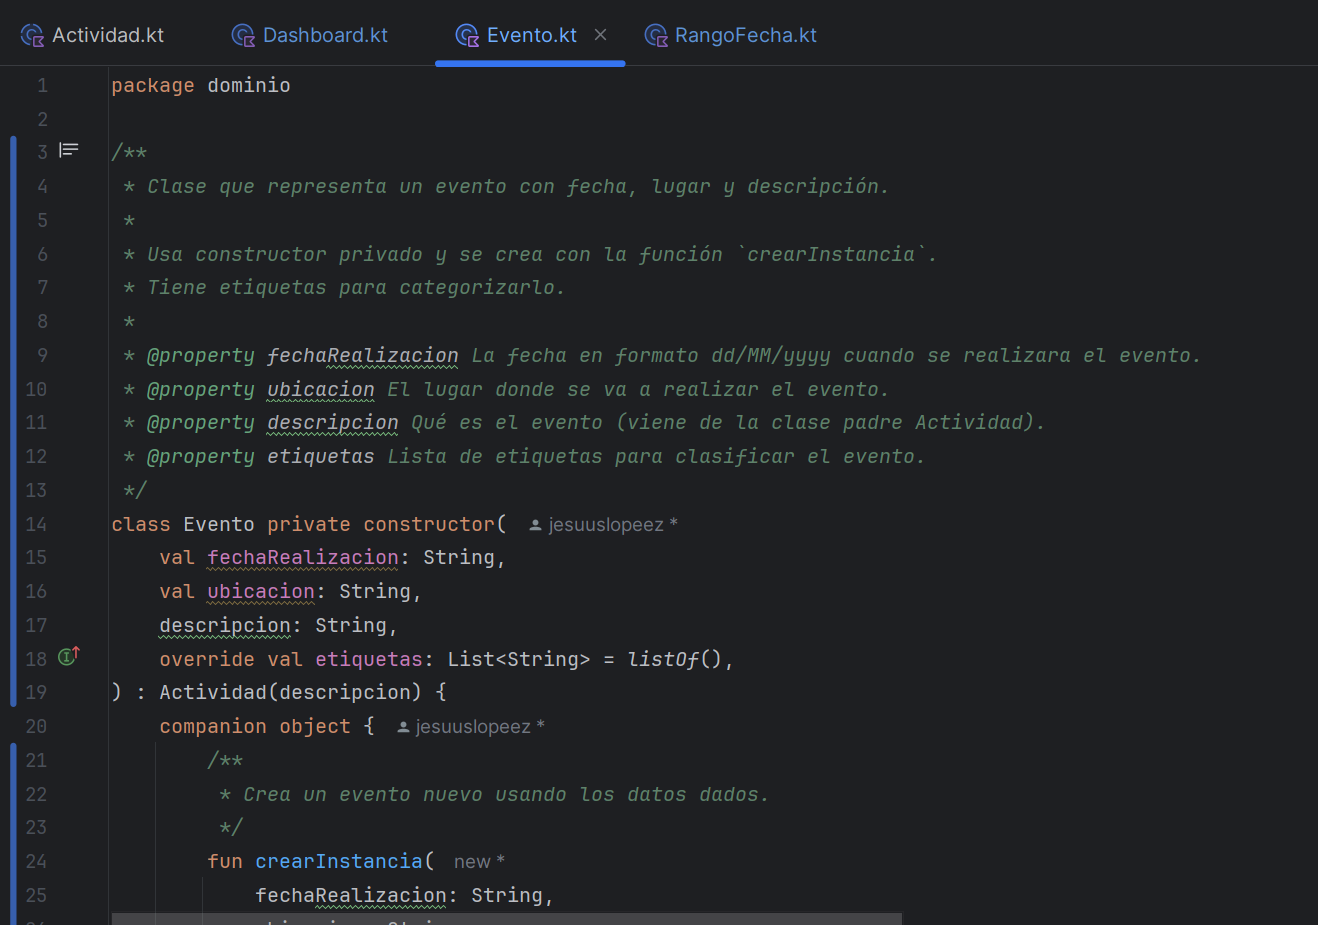 Actividad.kt Dashboard.kt Evento.kt RangoFecha.kt
1 package dominio
2
3 /**
4 * Clase que representa un evento con fecha, lugar y descripción.
5 *
6 * Usa constructor privado y se crea con la función `crearInstancia`.
7 * Tiene etiquetas para categorizarlo.
8 *
9 * @property fechaRealizacion La fecha en formato dd/MM/yyyy cuando se realizara el evento.
10 * @property ubicacion El lugar donde se va a realizar el evento.
11 * @property descripcion Qué es el evento (viene de la clase padre Actividad).
12 * @property etiquetas Lista de etiquetas para clasificar el evento.
13 */
14 class Evento private constructor( jesuuslopeez *
15 val fechaRealizacion: String,
16 val ubicacion: String,
17 descripcion: String,
18 override val etiquetas: List<String> = listOf(),
19 ) : Actividad(descripcion) {
20 companion object { jesuuslopeez *
21 /**
22 * Crea un evento nuevo usando los datos dados.
23 */
24 fun crearInstancia( new *
25 fechaRealizacion: String,